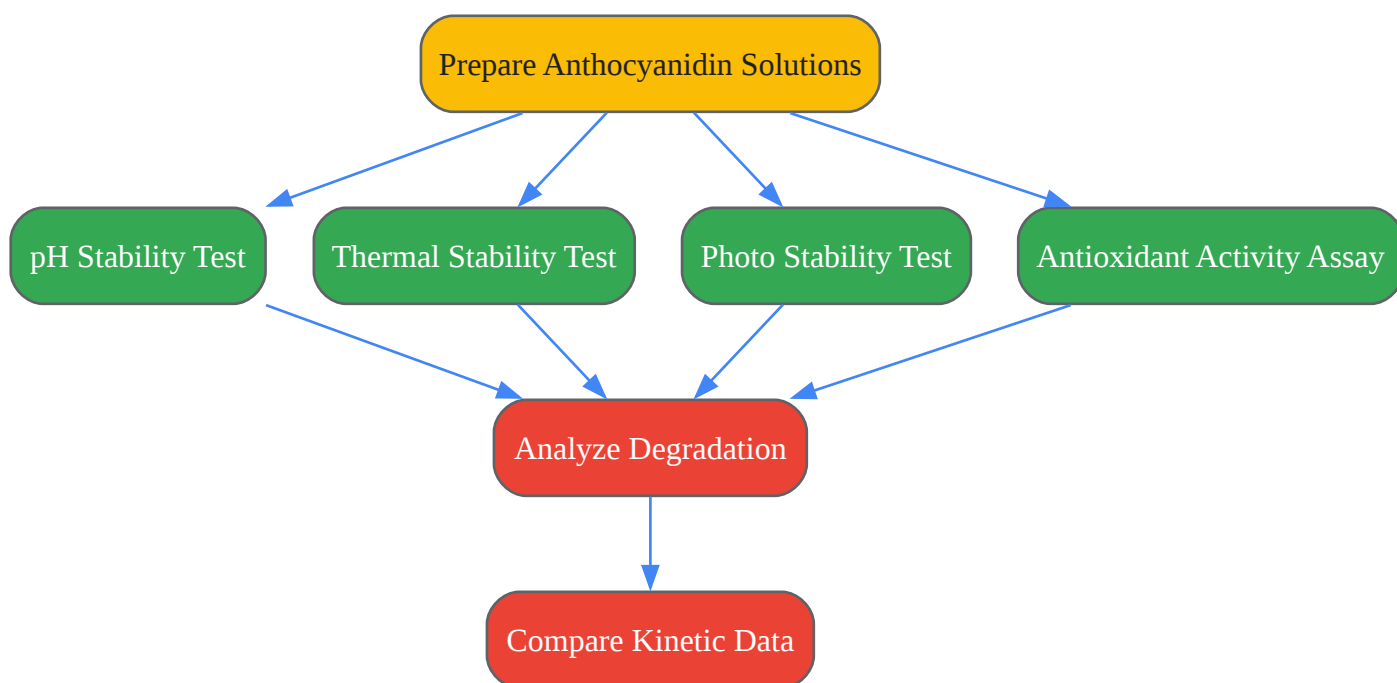 Prepare Anthocyanidin Solutions
pH Stability Test
Thermal Stability Test
Photo Stability Test
Antioxidant Activity Assay
Analyze Degradation
Compare Kinetic Data